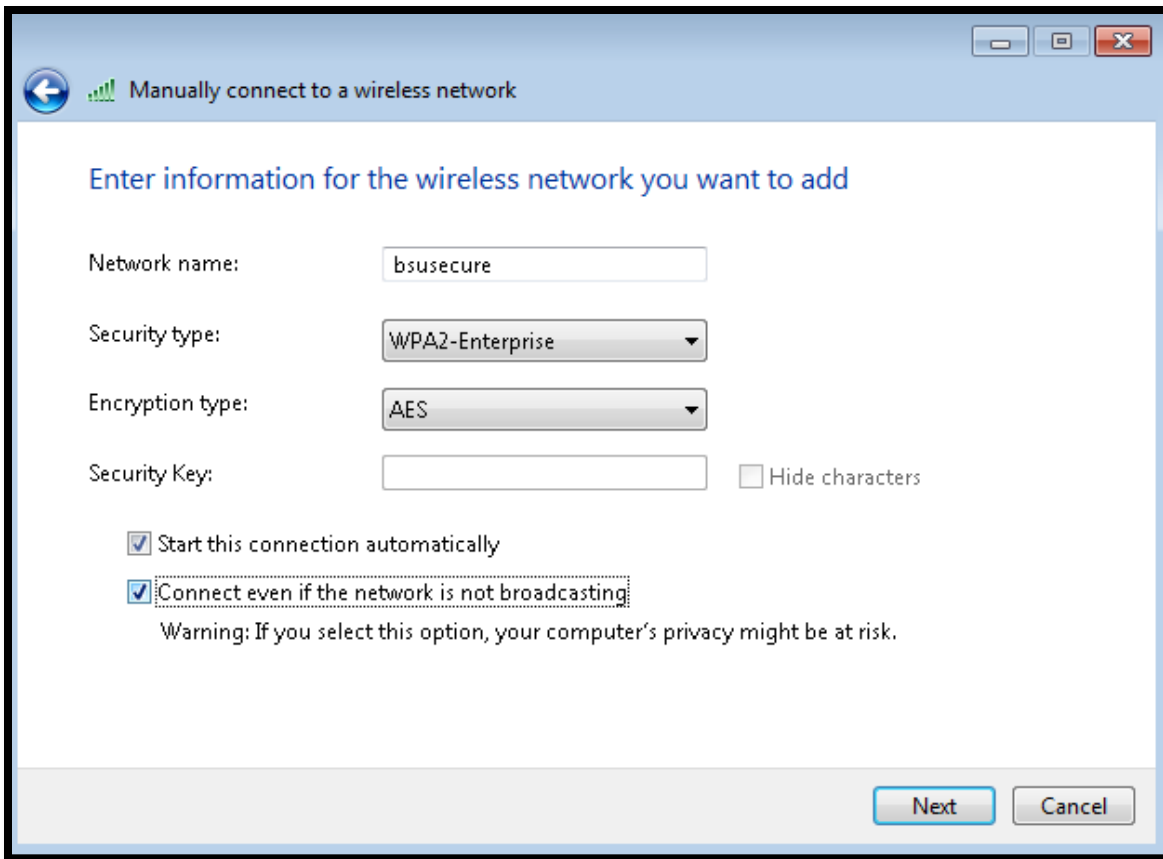 Manually connect to a wireless network
Enter information for the wireless network you want to add
Network name: bsusecure
Security type: WPA2-Enterprise
Encryption type: AES
Security Key: Hide characters
Start this connection automatically
Connect even if the network is not broadcasting
Warning: If you select this option, your computer's privacy might be at risk.
Next Cancel